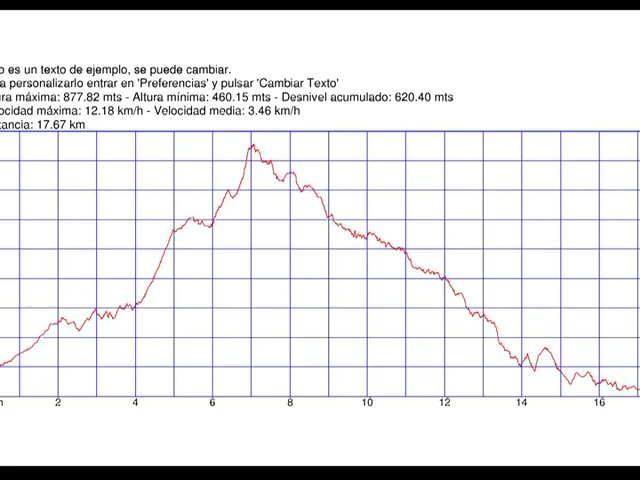 o es un texto de ejemplo, se puede cambiar.
a personalizarlo entrar en 'Preferencias' y pulsar 'Cambiar Texto'
ura máxima: 877.82 mts - Altura mínima: 460.15 mts - Desnivel acumulado: 620.40 mts
ocidad máxima: 12.18 km/h - Velocidad media: 3.46 km/h
tancia: 17.67 km
m 2 4 6 8 10 12 14 16